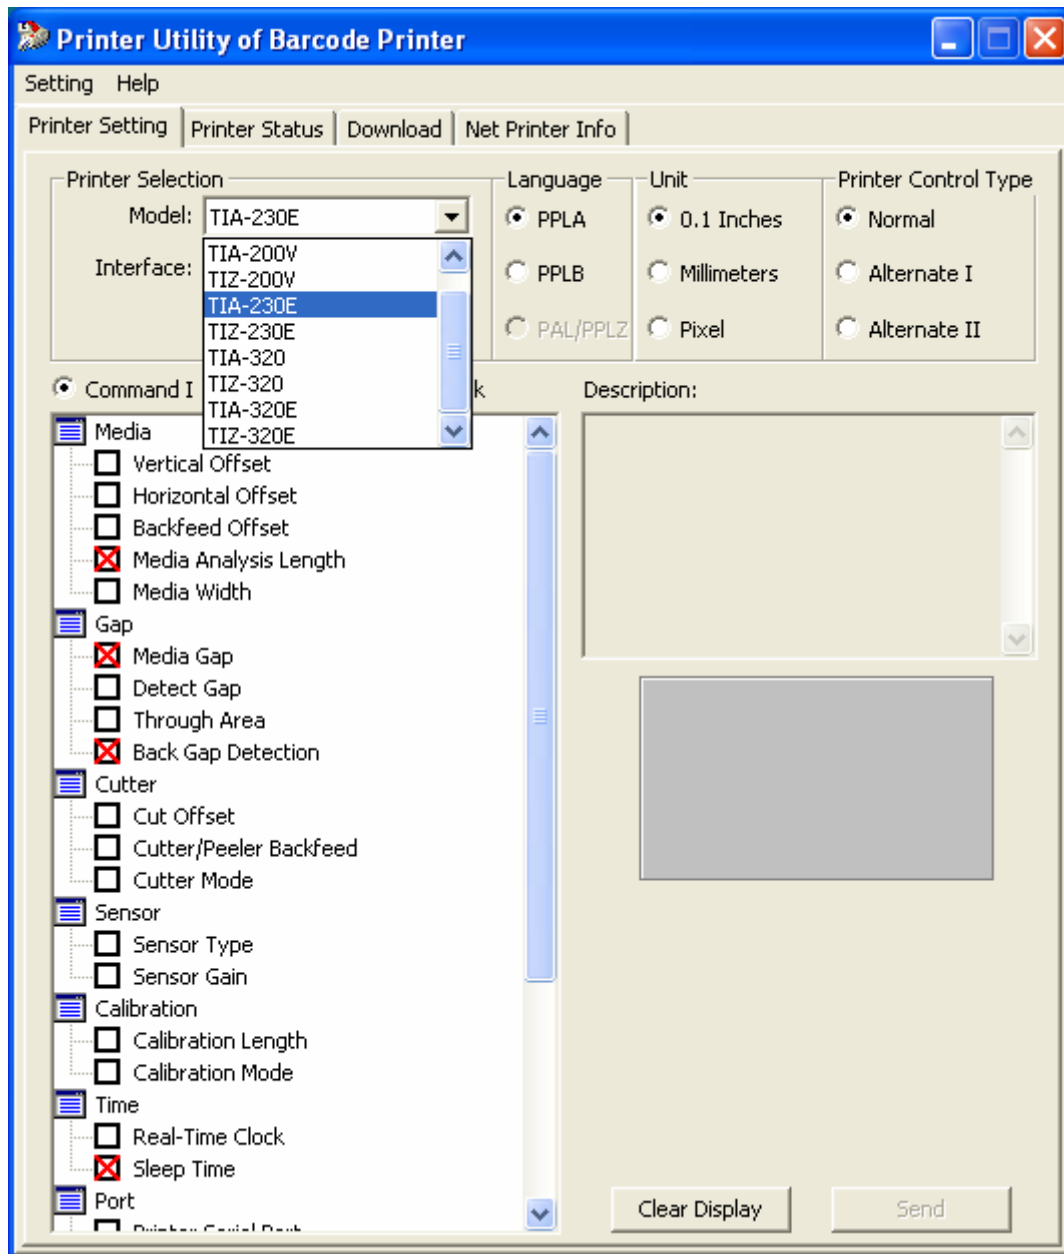 Printer Utility of Barcode Printer
Setting Help
Printer Setting Printer Status Download Net Printer Info
Printer Selection
Model: TIA-230E
Interface:
TIA-200V
TIZ-200V
TIA-230E
TIZ-230E
TIA-320
TIZ-320
TIA-320E
TIZ-320E
Language
PPLA
PPLB
PAL/PPLZ
Unit
0.1 Inches
Millimeters
Pixel
Printer Control Type
Normal
Alternate I
Alternate II
Command I
k
Description:
Media
Vertical Offset
Horizontal Offset
Backfeed Offset
Media Analysis Length
Media Width
Gap
Media Gap
Detect Gap
Through Area
Back Gap Detection
Cutter
Cut Offset
Cutter/Peeler Backfeed
Cutter Mode
Sensor
Sensor Type
Sensor Gain
Calibration
Calibration Length
Calibration Mode
Time
Real-Time Clock
Sleep Time
Port
Clear Display
Send